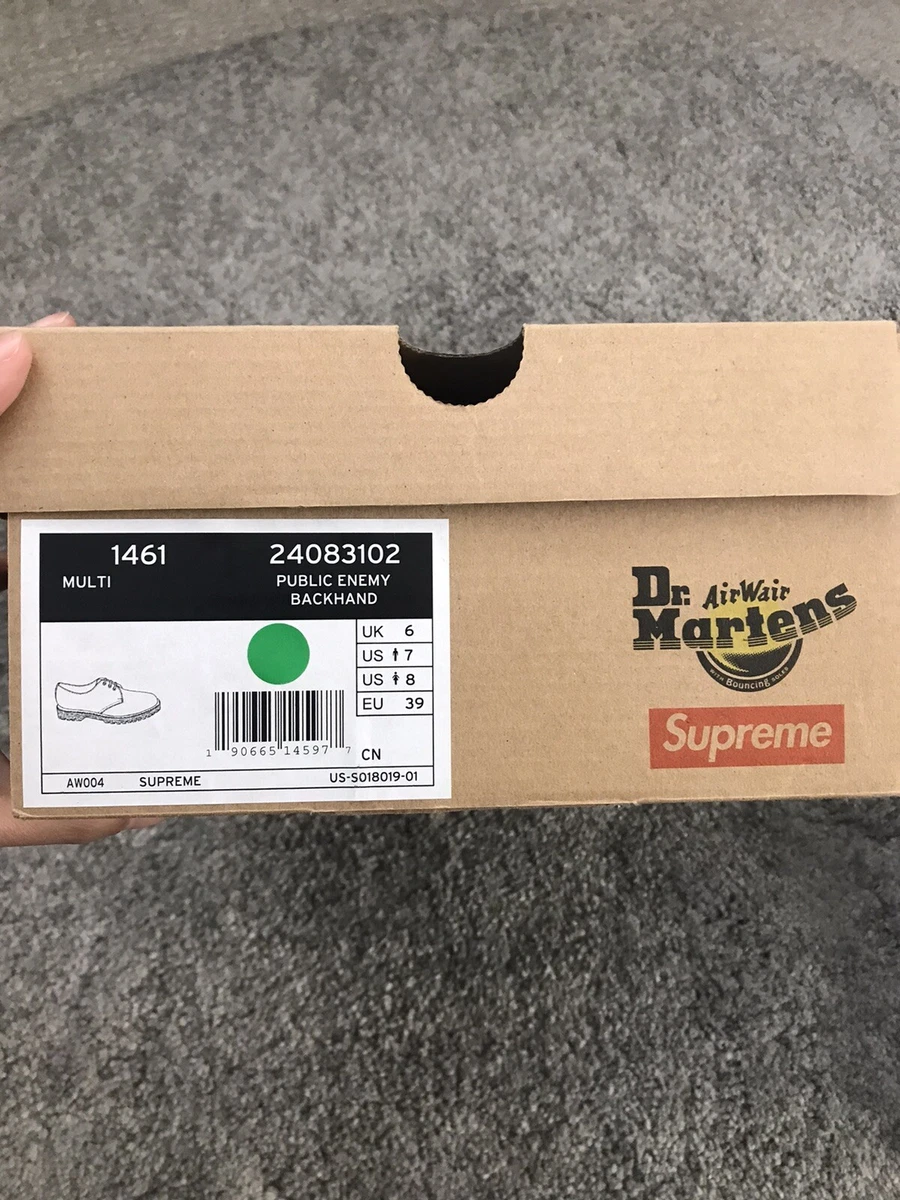 1461 24083102
MULTI PUBLIC ENEMY
BACKHAND
UK 6
US 7
US 8
EU 39
1 90665 14597 7
CN
AW004 SUPREME US-S018019-01
Dr. AirWair
Martens
WITH Bouncing SOLES
Supreme